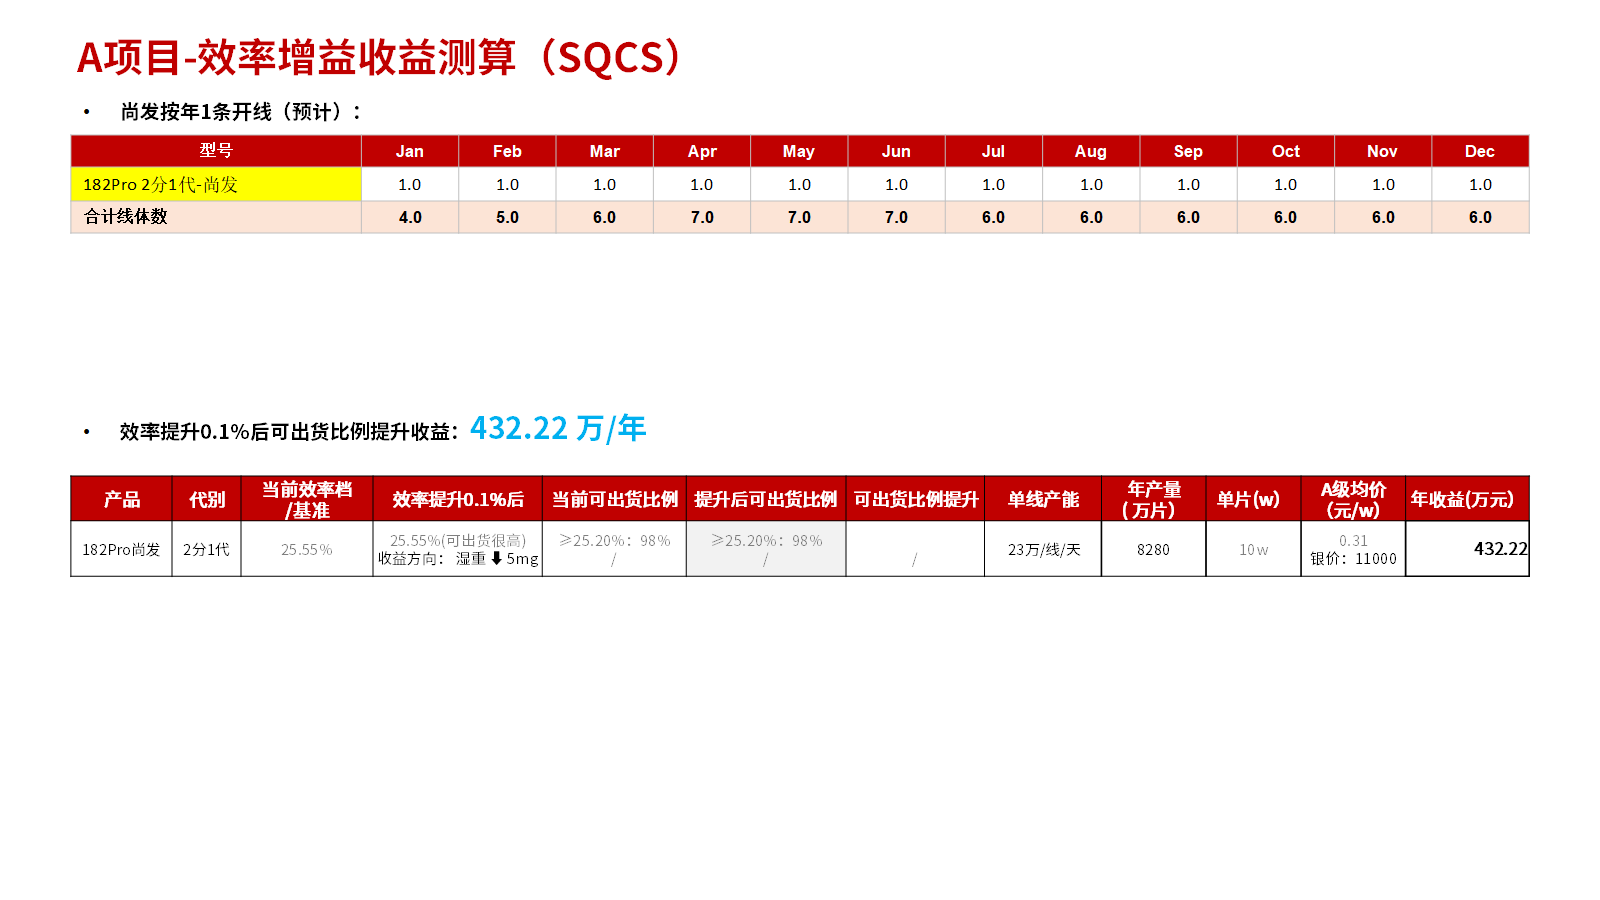 A项目-效率增益收益测算（SQCS）
• 尚发按年1条开线（预计）：
型号 Jan Feb Mar Apr May Jun Jul Aug Sep Oct Nov Dec
182Pro 2分1代-尚发 1.0 1.0 1.0 1.0 1.0 1.0 1.0 1.0 1.0 1.0 1.0 1.0
合计线体数 4.0 5.0 6.0 7.0 7.0 7.0 6.0 6.0 6.0 6.0 6.0 6.0
• 效率提升0.1%后可出货比例提升收益：432.22 万/年
产品 代别 当前效率档/基准 效率提升0.1%后 当前可出货比例 提升后可出货比例 可出货比例提升 单线产能 年产量（万片） 单片(w) A级均价（元/w） 年收益(万元)
182Pro尚发 2分1代 25.55% 25.55%(可出货很高) 收益方向： 湿重⬇5mg ≥25.20%：98% / ≥25.20%：98% / / 23万/线/天 8280 10w 0.31 银价：11000 432.22